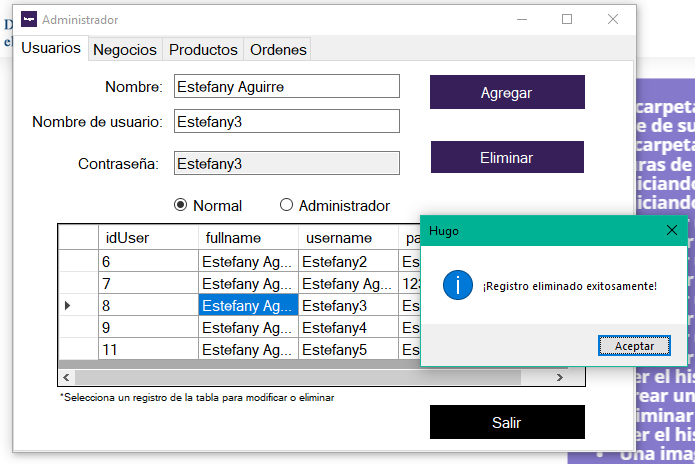 Administrador
Usuarios Negocios Productos Ordenes
Nombre: Estefany Aguirre
Agregar
Nombre de usuario: Estefany3
Contraseña: Estefany3
Eliminar
Normal Administrador
idUser fullname username pa
6 Estefany Ag... Estefany2 Es
7 Estefany Ag... Estefany Ag... 123
8 Estefany Ag... Estefany3 Es
9 Estefany Ag... Estefany4 Es
11 Estefany Ag... Estefany5 Es
*Selecciona un registro de la tabla para modificar o eliminar
Salir
Hugo
¡Registro eliminado exitosamente!
Aceptar
carpeta
e de su
carpeta
uras de
iciando
iciando
er el his
rear un
iminar
er el his
Una ima